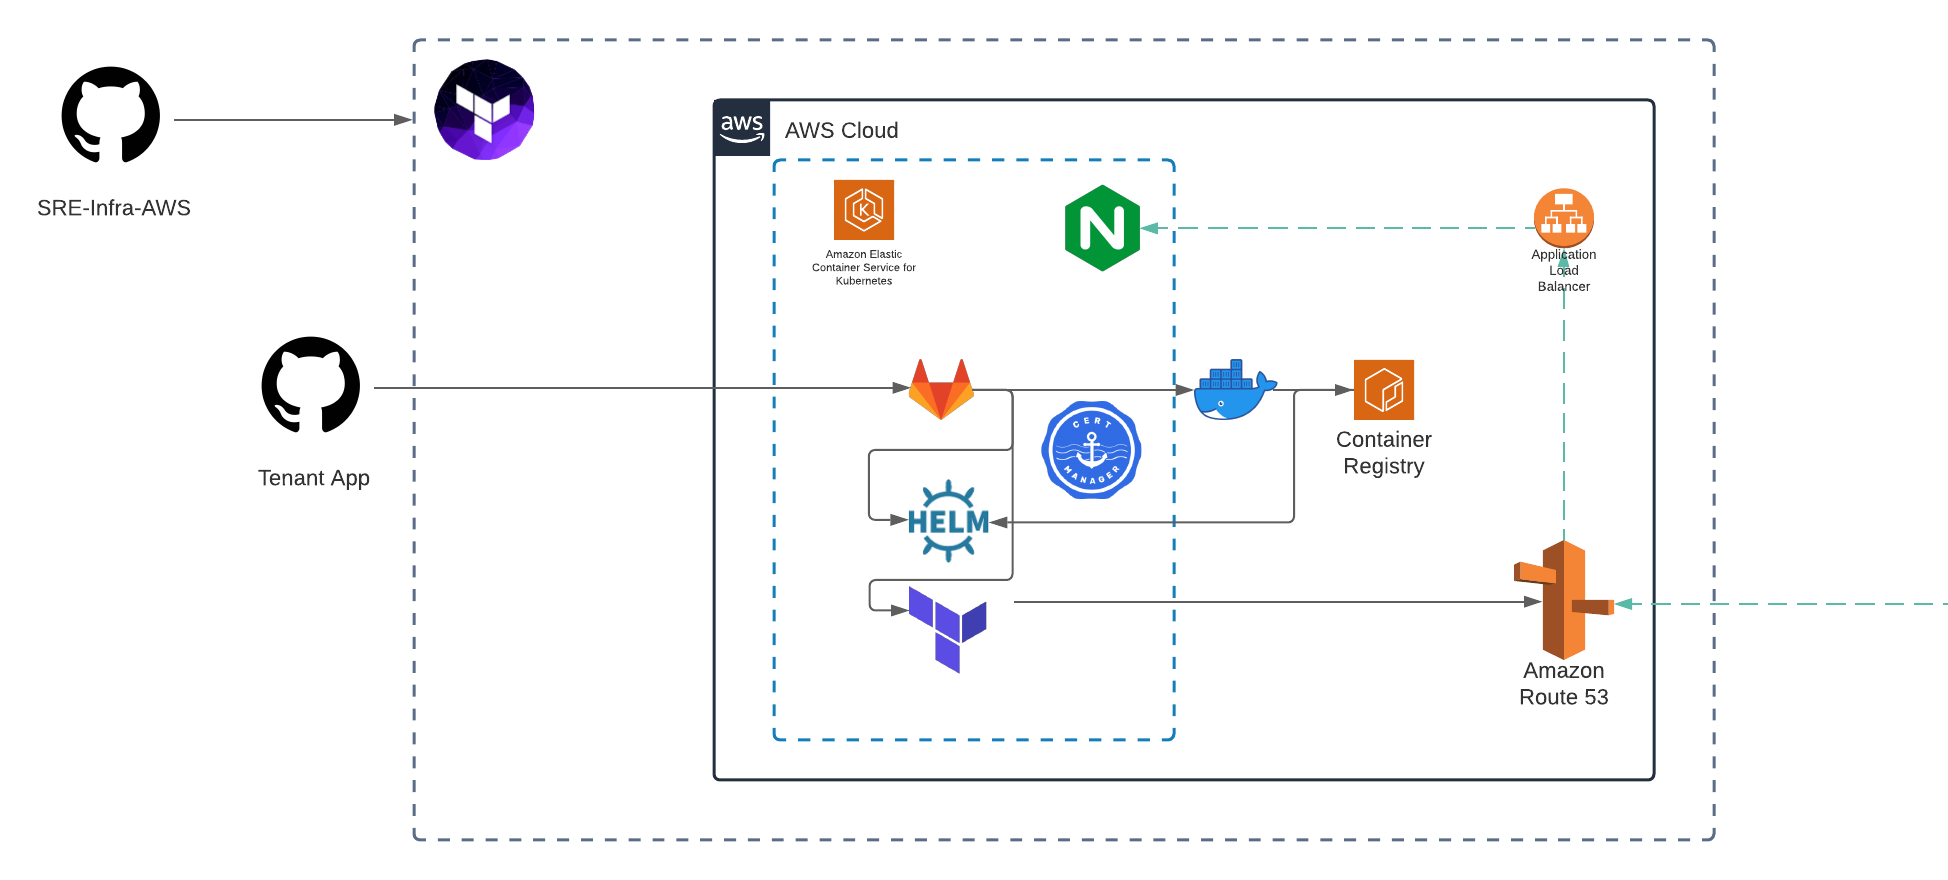 SRE-Infra-AWS
aws
AWS Cloud
Amazon Elastic
Container Service for
Kubernetes
K
N
Application
Load
Balancer
Tenant App
CERT
MANAGER
Container
Registry
HELM
Amazon
Route 53